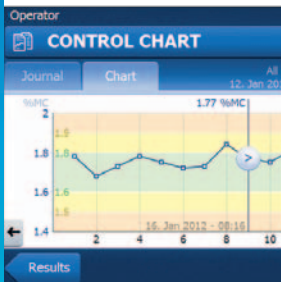 Operator
CONTROL CHART
Journal Chart All
12. Jan 201
%MC 1.77 %MC
2
1.9
1.8 1.8
1.6 1.6
1.5
1.4 16. Jan 2012 - 08:16
2 4 6 8 10
Results